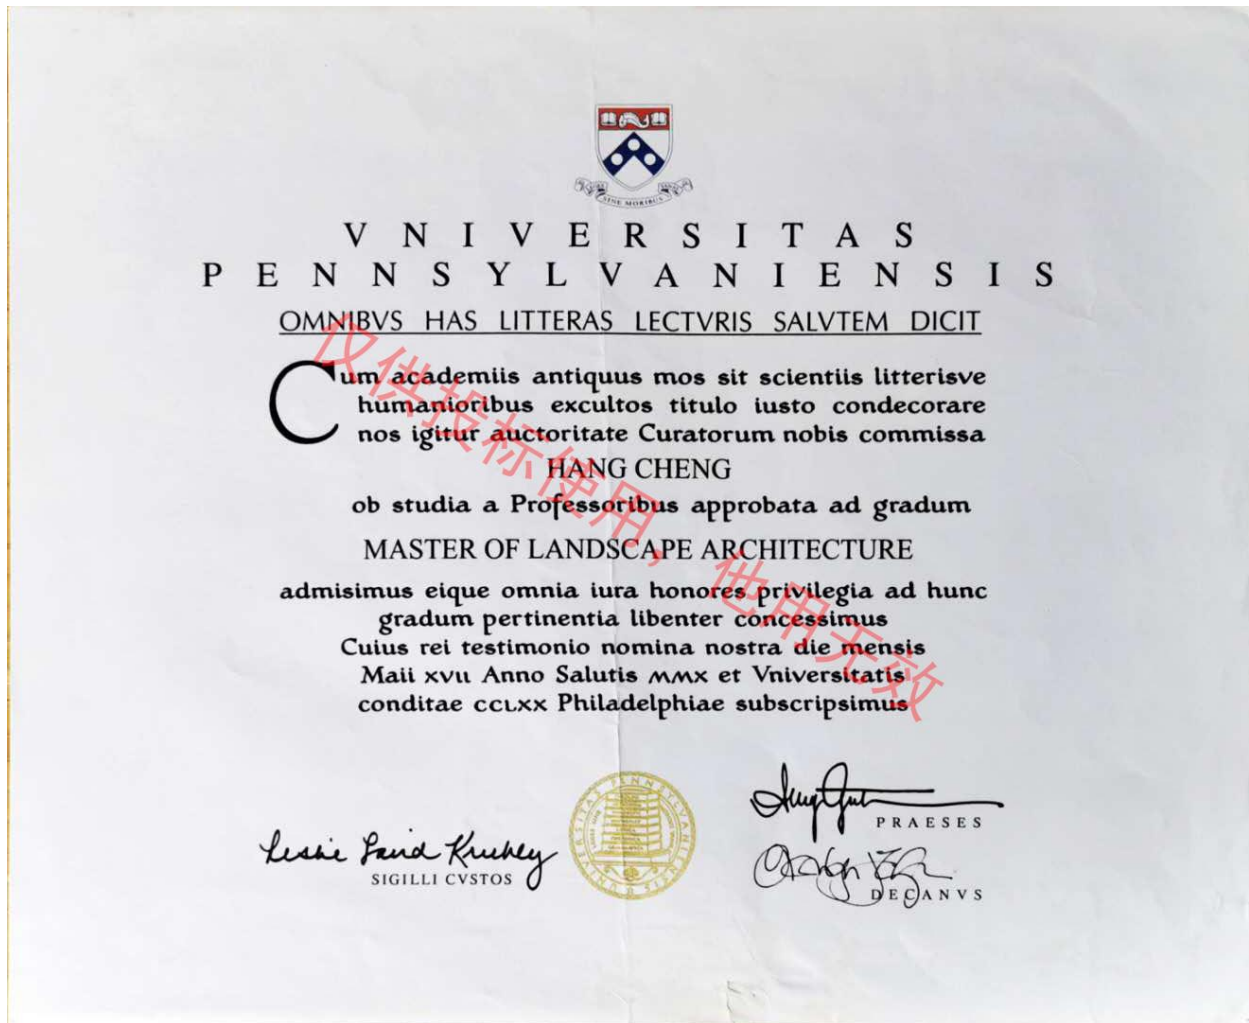 SINE MORIBUS
VNIVERSITAS
PENNSYLVANIENSIS
OMNIBVS HAS LITTERAS LECTVRIS SALVTEM DICIT
Cum academiis antiquus mos sit scientiis litterisve
humanioribus excultos titulo iusto condecorare
nos igitur auctoritate Curatorum nobis commissa
HANG CHENG
ob studia a Professoribus approbata ad gradum
MASTER OF LANDSCAPE ARCHITECTURE
admisimus eique omnia iura honores privilegia ad hunc
gradum pertinentia libenter concessimus
Cuius rei testimonio nomina nostra die mensis
Maii xvii Anno Salutis MMX et Vniversitatis
conditae CCLXX Philadelphiae subscripsimus
仅供投标使用，他用无效
PRAESES
Leslie Laird Kruhly
SIGILLI CVSTOS
DECANVS